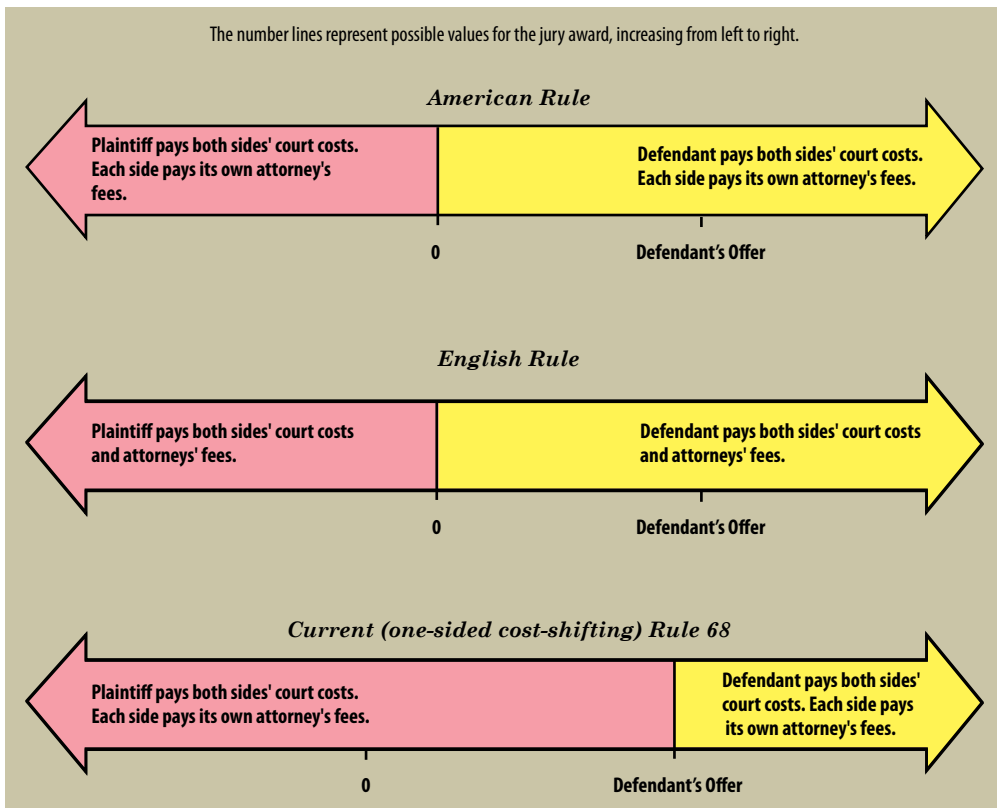 The number lines represent possible values for the jury award, increasing from left to right.
American Rule
Plaintiff pays both sides' court costs.
Each side pays its own attorney's
fees.
Defendant pays both sides' court costs.
Each side pays its own attorney's fees.
0
Defendant's Offer
English Rule
Plaintiff pays both sides' court costs
and attorneys' fees.
Defendant pays both sides' court costs
and attorneys' fees.
0
Defendant's Offer
Current (one-sided cost-shifting) Rule 68
Plaintiff pays both sides' court costs.
Each side pays its own attorney's fees.
Defendant pays both sides'
court costs. Each side pays
its own attorney's fees.
0
Defendant's Offer